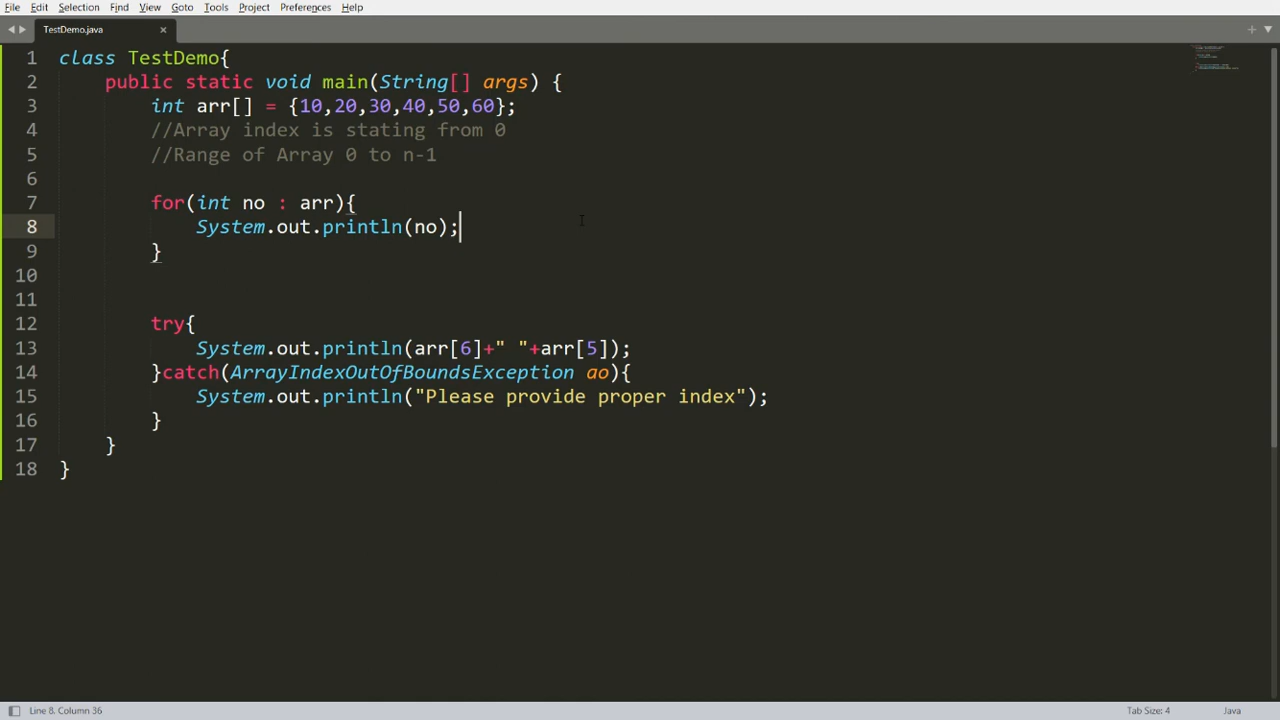 File Edit Selection Find View Goto Tools Project Preferences Help
TestDemo.java
1 class TestDemo{
2 public static void main(String[] args) {
3 int arr[] = {10,20,30,40,50,60};
4 //Array index is stating from 0
5 //Range of Array 0 to n-1
6
7 for(int no : arr){
8 System.out.println(no);
9 }
10
11
12 try{
13 System.out.println(arr[6]+" "+arr[5]);
14 }catch(ArrayIndexOutOfBoundsException ao){
15 System.out.println("Please provide proper index");
16 }
17 }
18 }
Line 8, Column 36 Tab Size: 4 Java